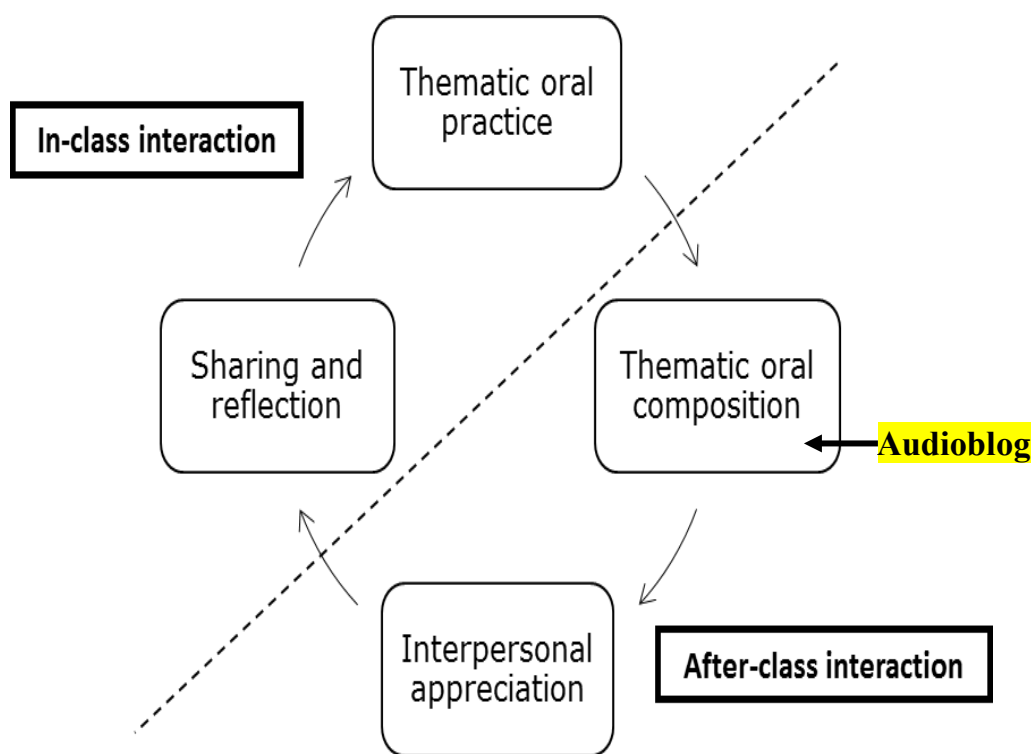 Thematic oral
practice
In-class interaction
Sharing and
reflection
Thematic oral
composition
Audioblog
Interpersonal
appreciation
After-class interaction